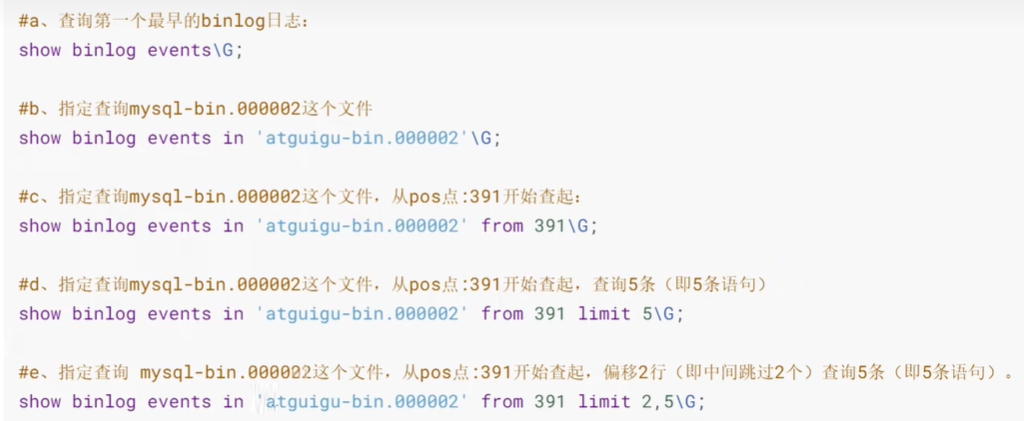 #a、查询第一个最早的binlog日志：
show binlog events\G;
#b、指定查询mysql-bin.000002这个文件
show binlog events in 'atguigu-bin.000002'\G;
#c、指定查询mysql-bin.000002这个文件，从pos点:391开始查起：
show binlog events in 'atguigu-bin.000002' from 391\G;
#d、指定查询mysql-bin.000002这个文件，从pos点:391开始查起，查询5条（即5条语句）
show binlog events in 'atguigu-bin.000002' from 391 limit 5\G;
#e、指定查询 mysql-bin.000002这个文件，从pos点:391开始查起，偏移2行（即中间跳过2个）查询5条（即5条语句）。
show binlog events in 'atguigu-bin.000002' from 391 limit 2,5\G;